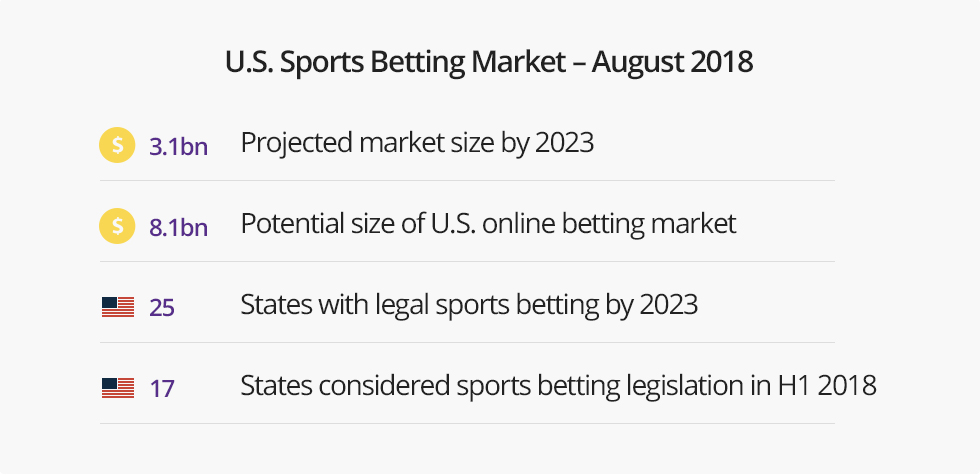 U.S. Sports Betting Market – August 2018
$ 3.1bn Projected market size by 2023
$ 8.1bn Potential size of U.S. online betting market
25 States with legal sports betting by 2023
17 States considered sports betting legislation in H1 2018